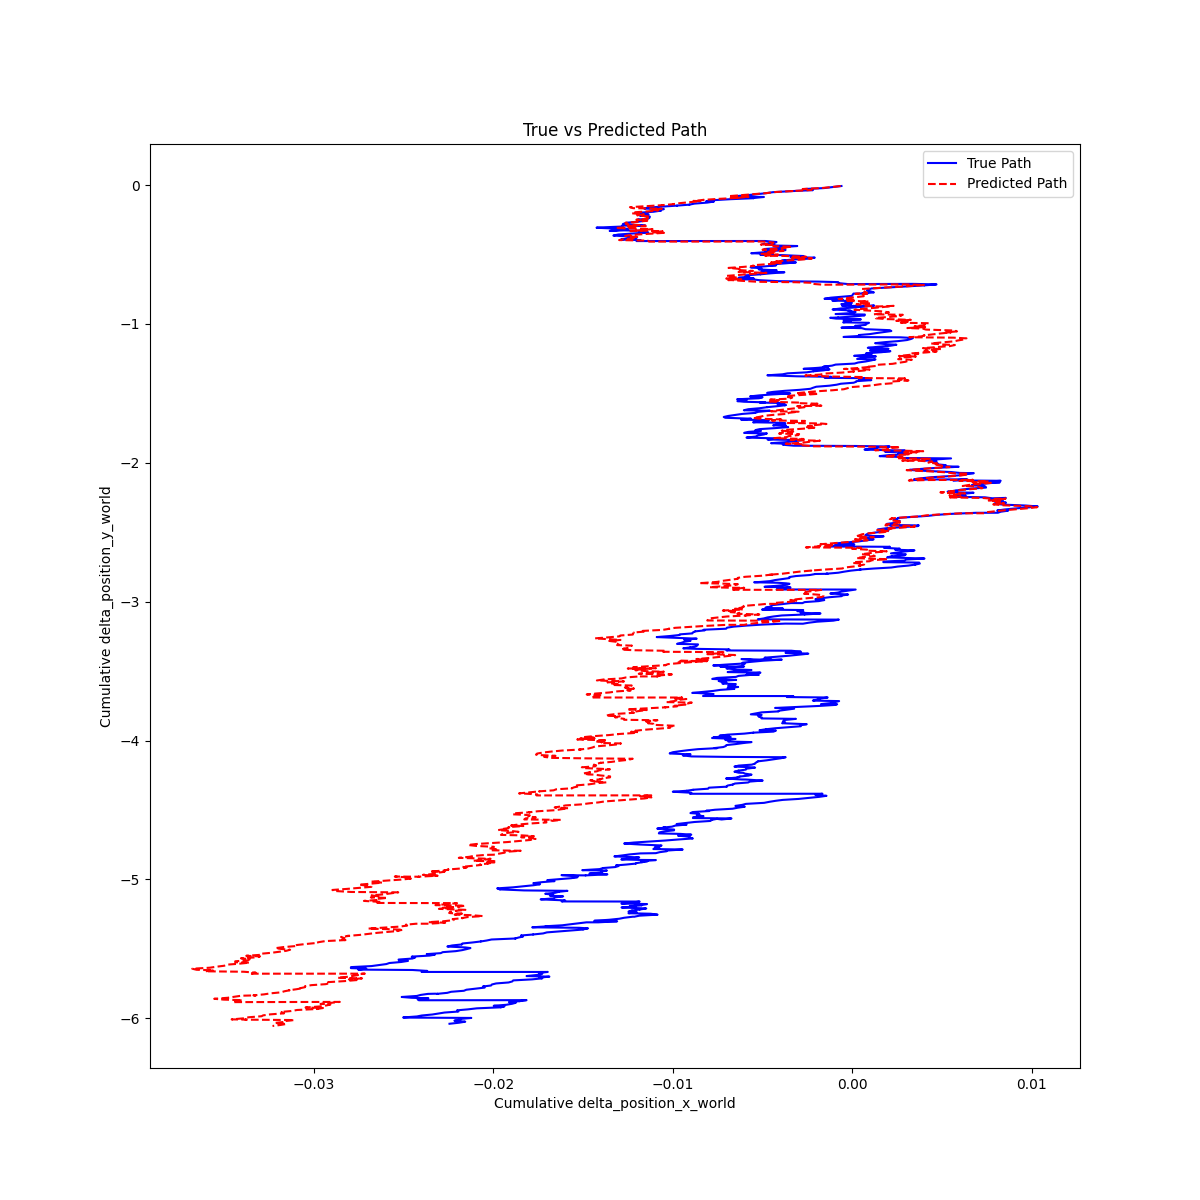 True vs Predicted Path
True Path
Predicted Path
0
−1
−2
−3
−4
−5
−6
Cumulative delta_position_y_world
−0.03
−0.02
−0.01
0.00
0.01
Cumulative delta_position_x_world